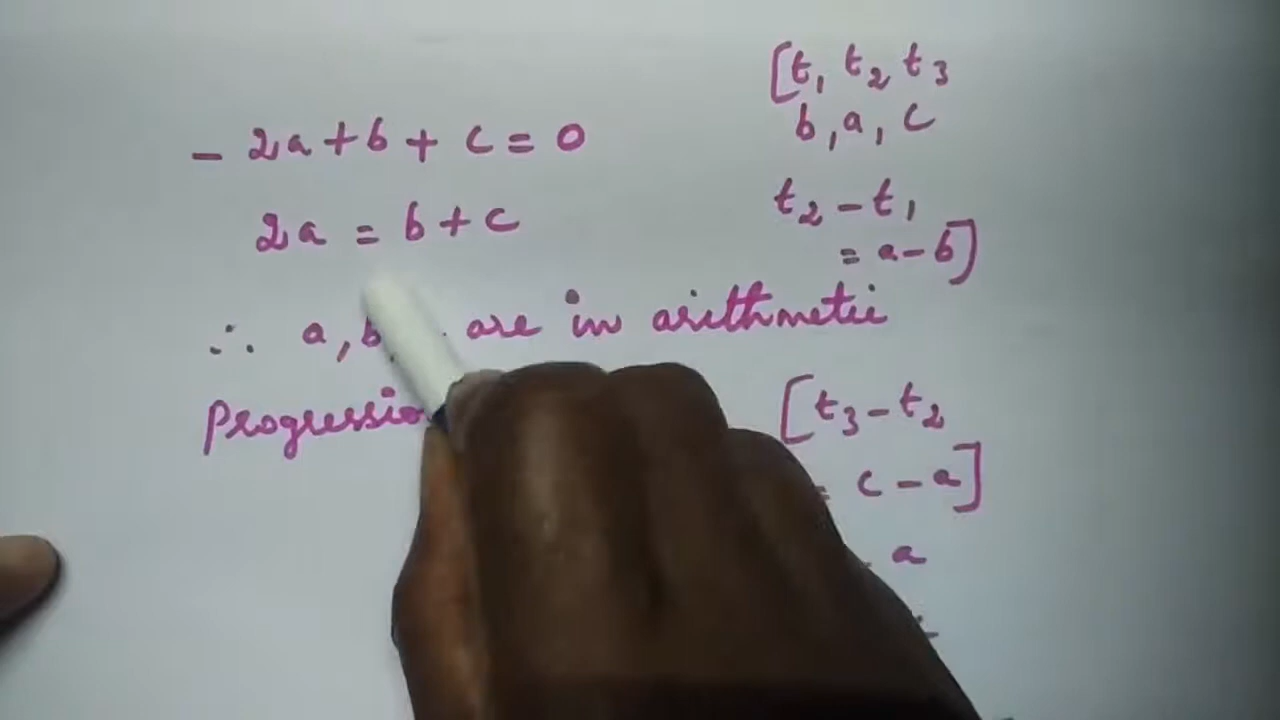 - 2a + b + c = 0
2a = b + c
∴ a, b are in arithmetic
Progressio
[t₁ t₂ t₃
b, a, c
t₂ - t₁
= a - b]
[t₃ - t₂
= c - a]
a